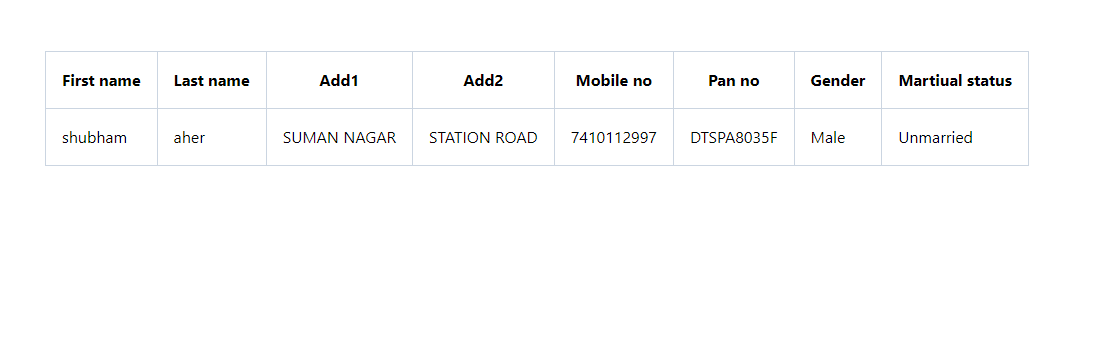 First name Last name Add1 Add2 Mobile no Pan no Gender Martiual status
shubham aher SUMAN NAGAR STATION ROAD 7410112997 DTSPA8035F Male Unmarried